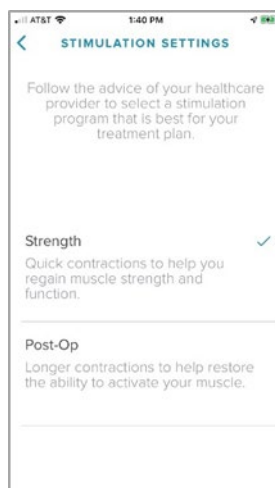 AT&T 1:40 PM
STIMULATION SETTINGS
Follow the advice of your healthcare
provider to select a stimulation
program that is best for your
treatment plan.
Strength
Quick contractions to help you
regain muscle strength and
function.
Post-Op
Longer contractions to help restore
the ability to activate your muscle.